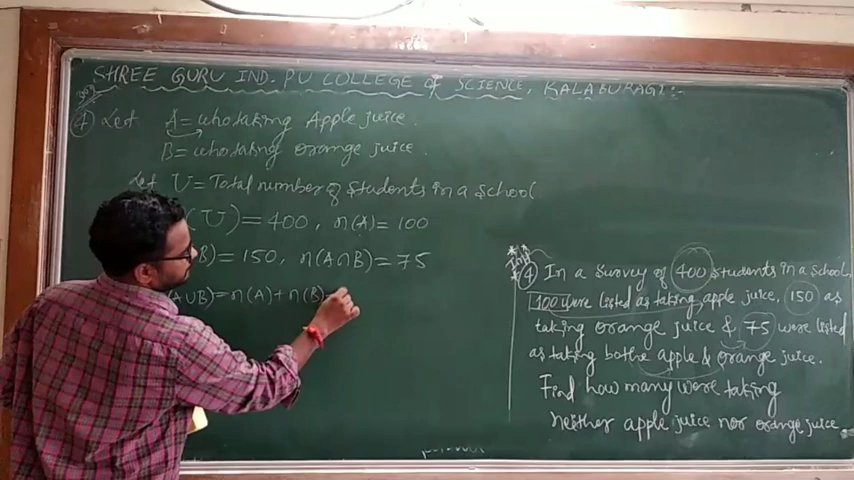 SHREE GURU IND. PU COLLEGE of SCIENCE, KALABURAGI :-
④ Let A = who taking Apple juice.
B = who taking orange juice.
Let U = Total number of students in a school
(U) = 400, n(A) = 100
B) = 150, n(A∩B) = 75
(A∪B) = n(A) + n(B)
Imp ④ In a survey of 400 students in a school,
100 were listed as taking apple juice, 150 as
taking orange juice & 75 were listed
as taking bothe apple & orange juice.
Find how many were taking
neither apple juice nor orange juice.